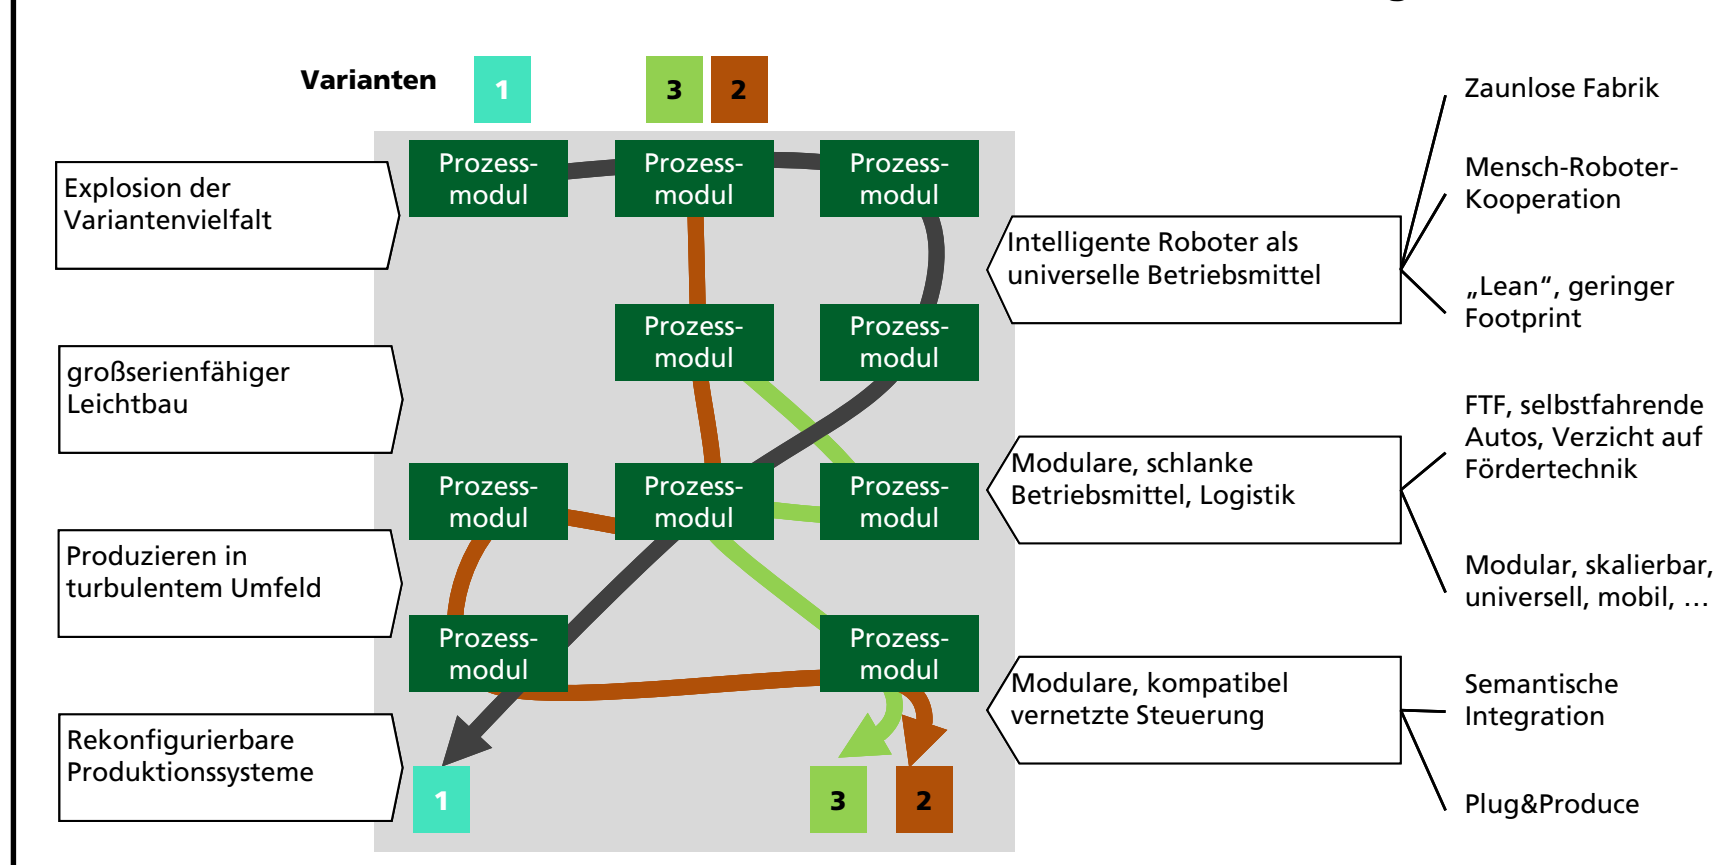 Varianten
1
3
2
Prozess-
modul
Prozess-
modul
Prozess-
modul
Prozess-
modul
Prozess-
modul
Prozess-
modul
Prozess-
modul
Prozess-
modul
Prozess-
modul
Prozess-
modul
1
3
2
Explosion der
Variantenvielfalt
großserienfähiger
Leichtbau
Produzieren in
turbulentem Umfeld
Rekonfigurierbare
Produktionssysteme
Intelligente Roboter als
universelle Betriebsmittel
Modulare, schlanke
Betriebsmittel, Logistik
Modulare, kompatibel
vernetzte Steuerung
Zaunlose Fabrik
Mensch-Roboter-
Kooperation
„Lean“, geringer
Footprint
FTF, selbstfahrende
Autos, Verzicht auf
Fördertechnik
Modular, skalierbar,
universell, mobil, …
Semantische
Integration
Plug&Produce